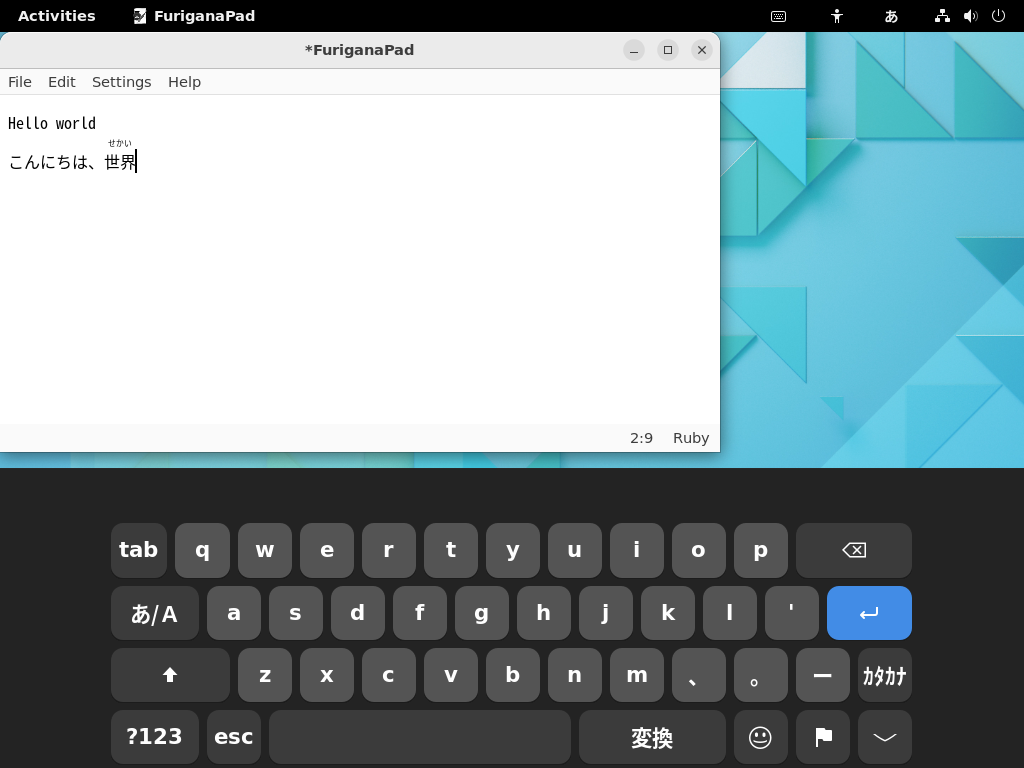 Activities FuriganaPad あ
*FuriganaPad
File Edit Settings Help
Hello world
せかい
こんにちは、世界
2:9 Ruby
tab q w e r t y u i o p
あ/A a s d f g h j k l '
z x c v b n m 、 。 ー カタカナ
?123 esc 変換